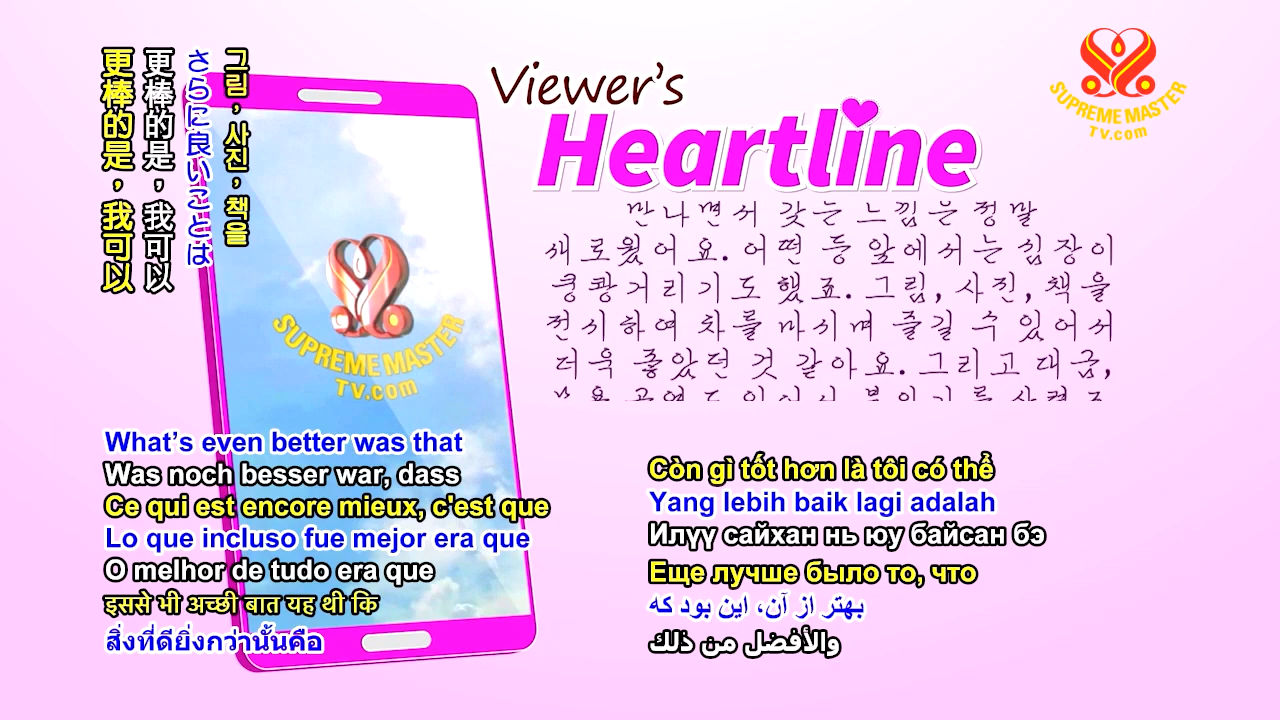 更棒的是，我可以
更棒的是，我可以
さらに良いことは
그림, 사진, 책을
Viewer's
Heartline
SUPREME MASTER
TV.com
SUPREME MASTER
TV.com
만나면서 갖는 느낌은 정말
새로웠어요. 어떤 등 앞에서는 심장이
쿵쾅거리기도 했죠. 그림, 사진, 책을
전시하여 차를 마시며 즐길 수 있어서
더욱 좋았던 것 같아요. 그리고 대금,
What's even better was that
Was noch besser war, dass
Ce qui est encore mieux, c'est que
Lo que incluso fue mejor era que
O melhor de tudo era que
इससे भी अच्छी बात यह थी कि
สิ่งที่ดียิ่งกว่านั้นคือ
Còn gì tốt hơn là tôi có thể
Yang lebih baik lagi adalah
Илүү сайхан нь юу байсан бэ
Еще лучше было то, что
بهتر از آن، این بود که
والأفضل من ذلك